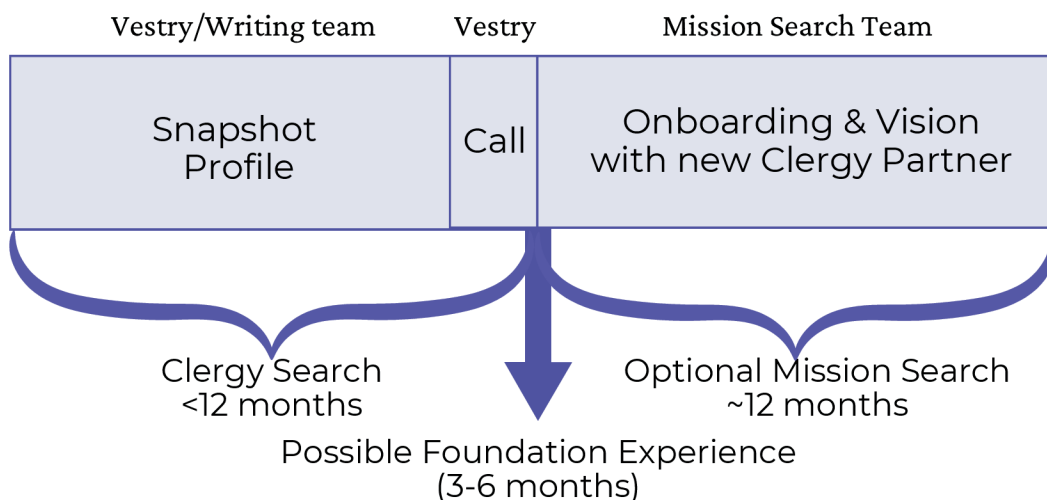 Vestry/Writing team
Vestry
Mission Search Team
Snapshot
Profile
Call
Onboarding & Vision
with new Clergy Partner
Clergy Search
<12 months
Optional Mission Search
~12 months
Possible Foundation Experience
(3-6 months)